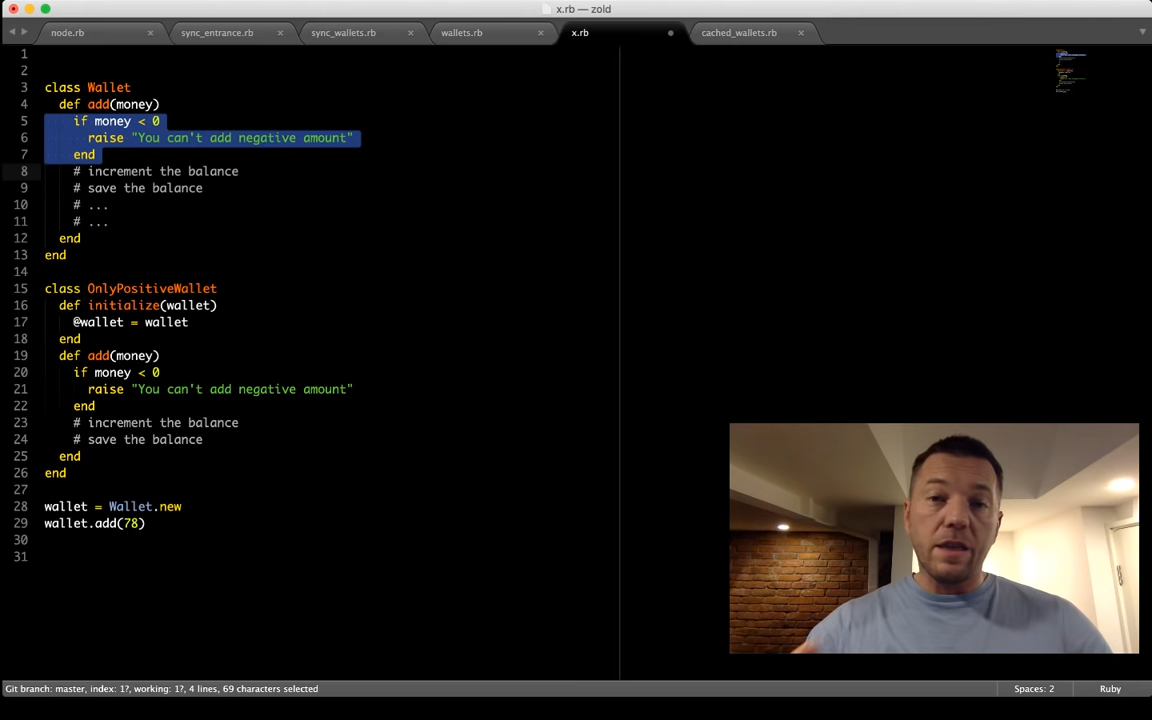 x.rb — zold
node.rb
sync_entrance.rb
sync_wallets.rb
wallets.rb
x.rb
cached_wallets.rb
1
2
3 class Wallet
4 def add(money)
5 if money < 0
6 raise "You can't add negative amount"
7 end
8 # increment the balance
9 # save the balance
10 # ...
11 # ...
12 end
13 end
14
15 class OnlyPositiveWallet
16 def initialize(wallet)
17 @wallet = wallet
18 end
19 def add(money)
20 if money < 0
21 raise "You can't add negative amount"
22 end
23 # increment the balance
24 # save the balance
25 end
26 end
27
28 wallet = Wallet.new
29 wallet.add(78)
30
31
Git branch: master, index: 1?, working: 1?, 4 lines, 69 characters selected
Spaces: 2
Ruby